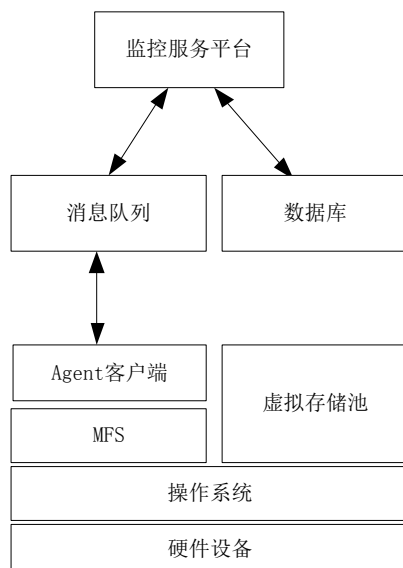 监控服务平台
消息队列
数据库
Agent客户端
虚拟存储池
MFS
操作系统
硬件设备